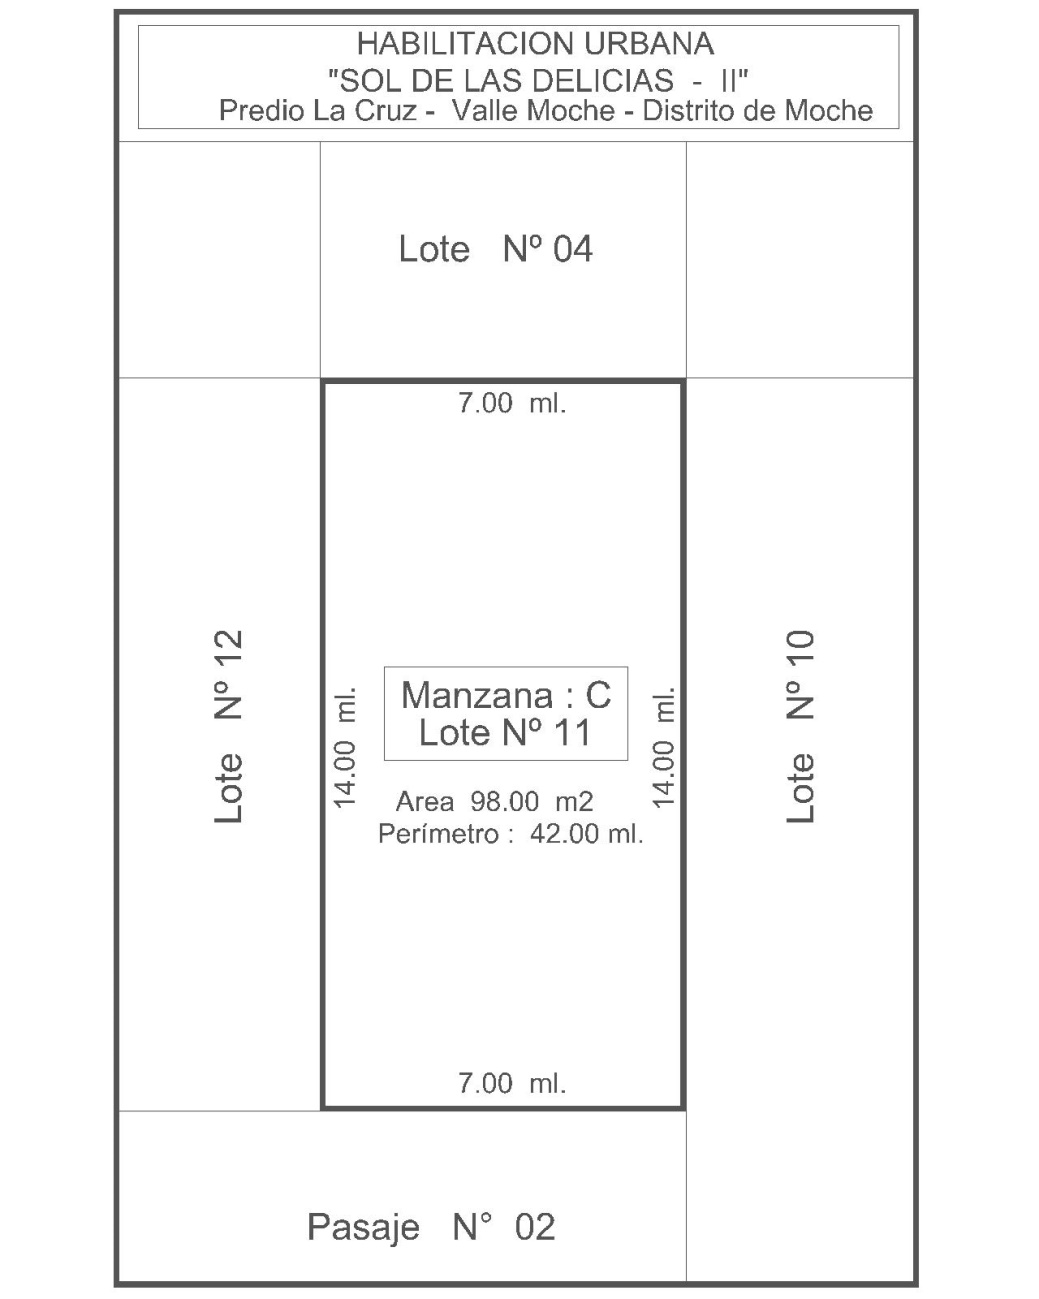 HABILITACION URBANA
"SOL DE LAS DELICIAS - II"
Predio La Cruz - Valle Moche - Distrito de Moche
Lote Nº 04
7.00 ml.
Lote Nº 12
14.00 ml.
Manzana : C
Lote Nº 11
Area 98.00 m2
Perímetro : 42.00 ml.
14.00 ml.
Lote Nº 10
7.00 ml.
Pasaje N° 02